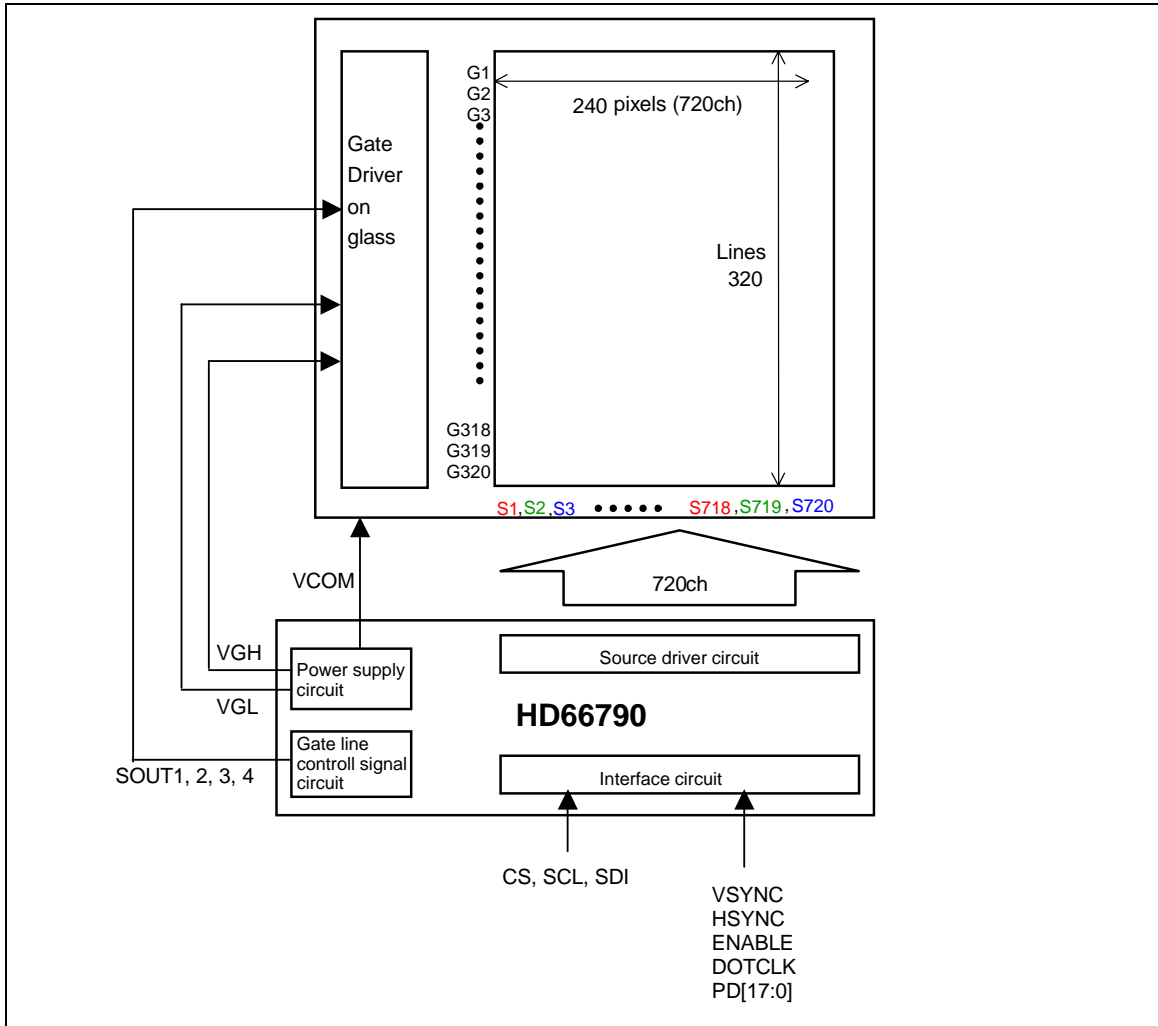 G1
G2
G3
240 pixels (720ch)
Gate
Driver
on
glass
Lines
320
G318
G319
G320
S1,S2,S3
S718,S719,S720
VCOM
720ch
VGH
VGL
Power supply
circuit
Source driver circuit
HD66790
Gate line
controll signal
circuit
SOUT1, 2, 3, 4
Interface circuit
CS, SCL, SDI
VSYNC
HSYNC
ENABLE
DOTCLK
PD[17:0]